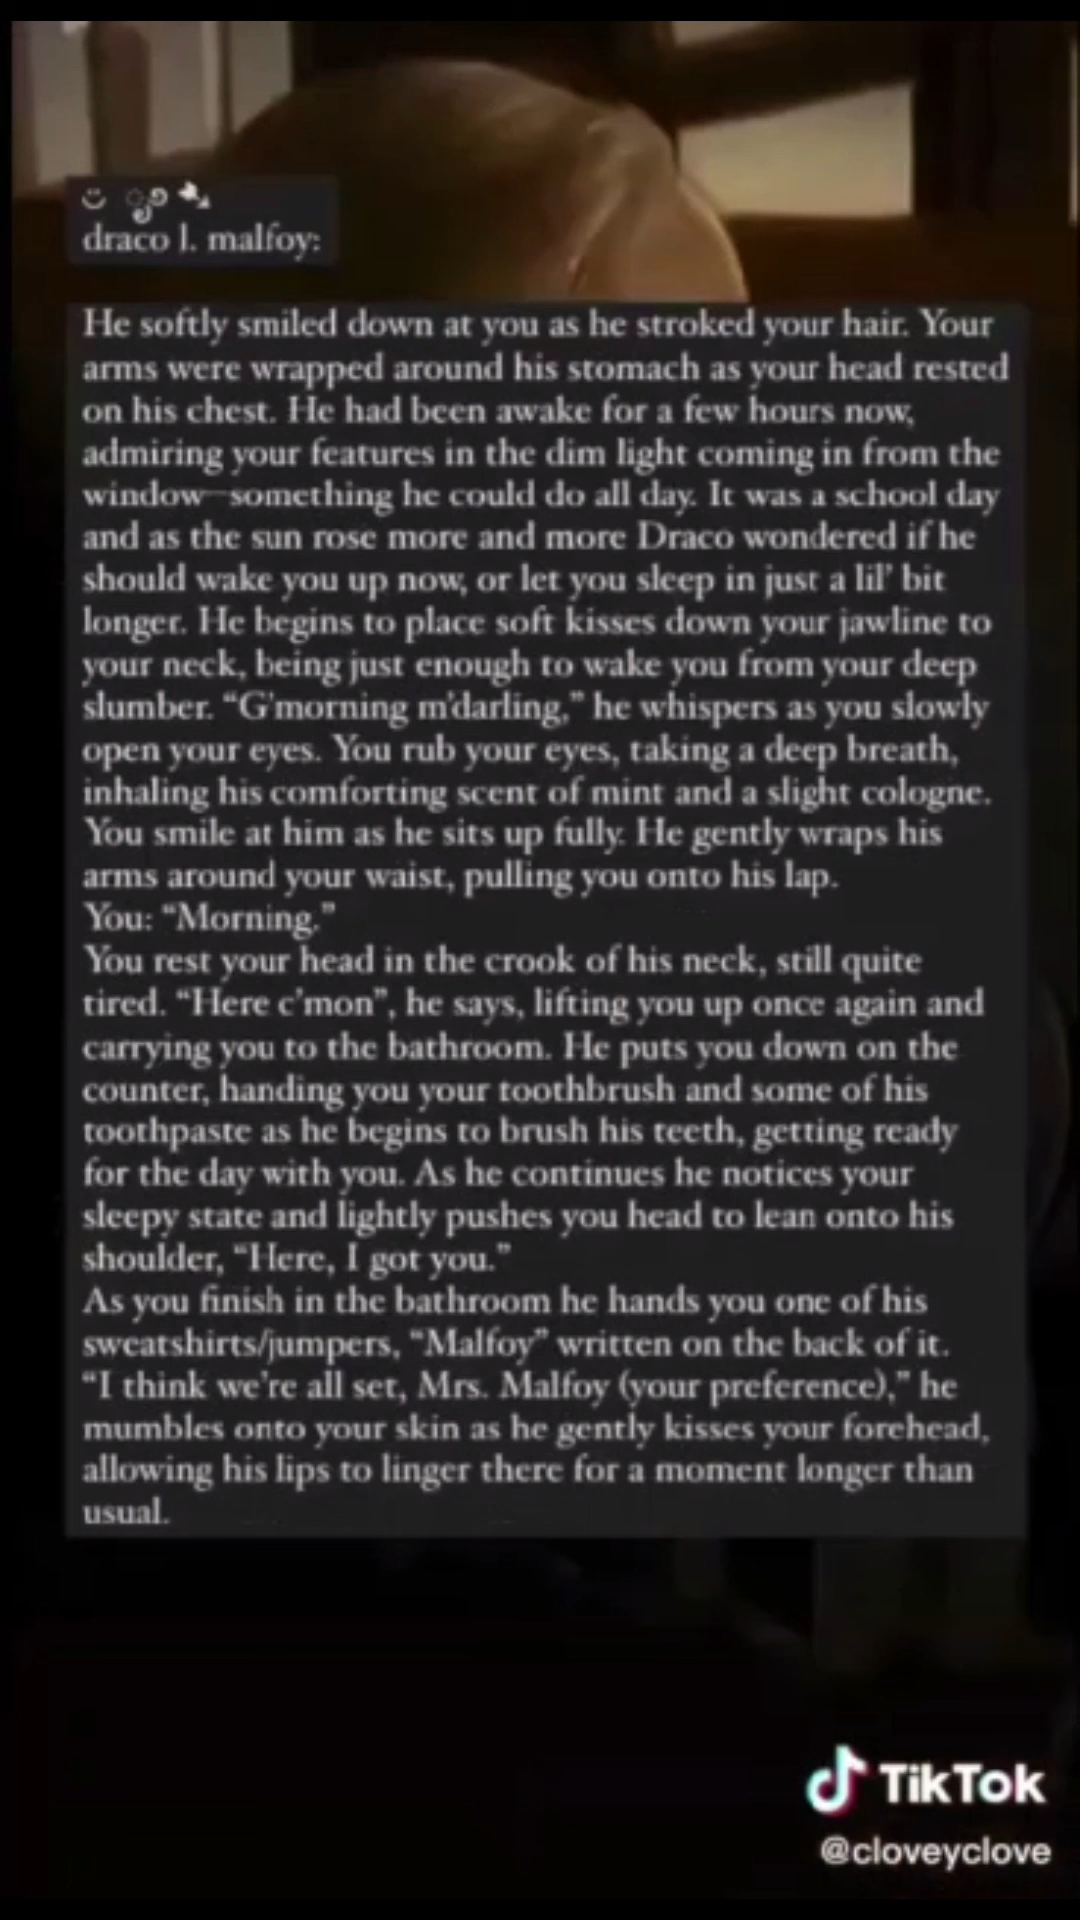 draco l. malfoy:
He softly smiled down at you as he stroked your hair. Your
arms were wrapped around his stomach as your head rested
on his chest. He had been awake for a few hours now,
admiring your features in the dim light coming in from the
window—something he could do all day. It was a school day
and as the sun rose more and more Draco wondered if he
should wake you up now, or let you sleep in just a lil’ bit
longer. He begins to place soft kisses down your jawline to
your neck, being just enough to wake you from your deep
slumber. “G’morning m’darling,” he whispers as you slowly
open your eyes. You rub your eyes, taking a deep breath,
inhaling his comforting scent of mint and a slight cologne.
You smile at him as he sits up fully. He gently wraps his
arms around your waist, pulling you onto his lap.
You: “Morning.”
You rest your head in the crook of his neck, still quite
tired. “Here c’mon”, he says, lifting you up once again and
carrying you to the bathroom. He puts you down on the
counter, handing you your toothbrush and some of his
toothpaste as he begins to brush his teeth, getting ready
for the day with you. As he continues he notices your
sleepy state and lightly pushes you head to lean onto his
shoulder, “Here, I got you.”
As you finish in the bathroom he hands you one of his
sweatshirts/jumpers, “Malfoy” written on the back of it.
“I think we’re all set, Mrs. Malfoy (your preference),” he
mumbles onto your skin as he gently kisses your forehead,
allowing his lips to linger there for a moment longer than
usual.
TikTok
@cloveyclove